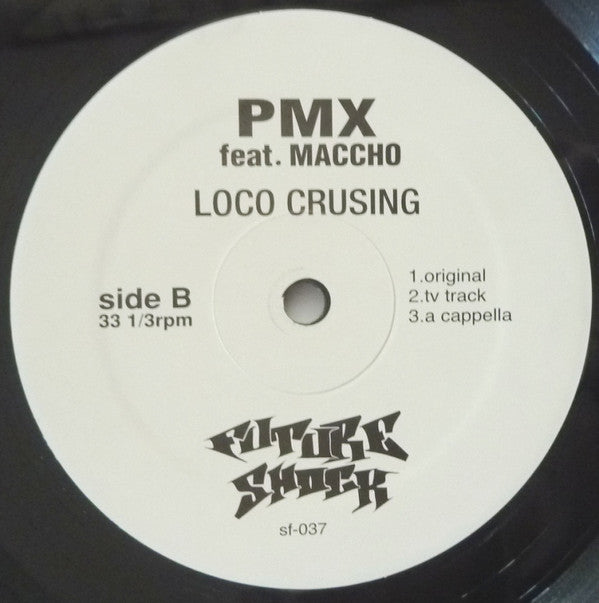 PMX
feat. MACCHO
LOCO CRUSING
side B
33 1/3rpm
1.original
2.tv track
3.a cappella
FUTURE
SHOCK
sf-037